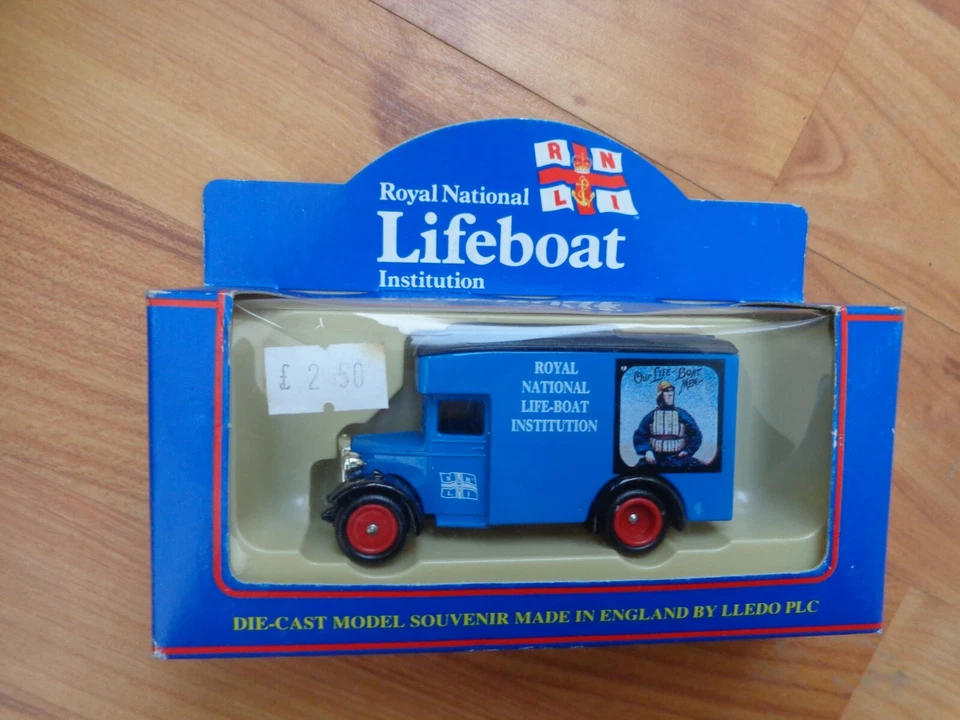 R N
L I
Royal National
Lifeboat
Institution
£ 2 50
ROYAL
NATIONAL
LIFE-BOAT
INSTITUTION
Our Life-Boat
Men
R N
L I
DIE-CAST MODEL SOUVENIR MADE IN ENGLAND BY LLEDO PLC